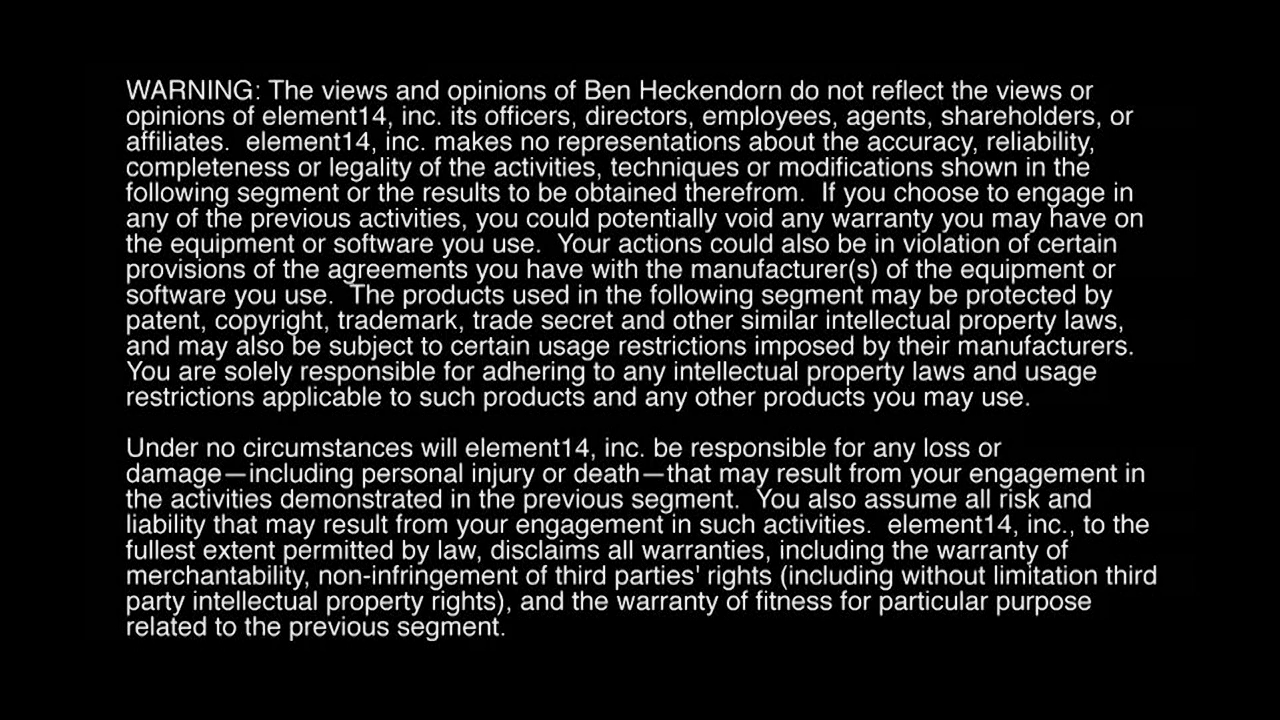 WARNING: The views and opinions of Ben Heckendorn do not reflect the views or
opinions of element14, inc. its officers, directors, employees, agents, shareholders, or
affiliates.  element14, inc. makes no representations about the accuracy, reliability,
completeness or legality of the activities, techniques or modifications shown in the
following segment or the results to be obtained therefrom.  If you choose to engage in
any of the previous activities, you could potentially void any warranty you may have on
the equipment or software you use.  Your actions could also be in violation of certain
provisions of the agreements you have with the manufacturer(s) of the equipment or
software you use.  The products used in the following segment may be protected by
patent, copyright, trademark, trade secret and other similar intellectual property laws,
and may also be subject to certain usage restrictions imposed by their manufacturers.
You are solely responsible for adhering to any intellectual property laws and usage
restrictions applicable to such products and any other products you may use.
Under no circumstances will element14, inc. be responsible for any loss or
damage—including personal injury or death—that may result from your engagement in
the activities demonstrated in the previous segment.  You also assume all risk and
liability that may result from your engagement in such activities.  element14, inc., to the
fullest extent permitted by law, disclaims all warranties, including the warranty of
merchantability, non-infringement of third parties' rights (including without limitation third
party intellectual property rights), and the warranty of fitness for particular purpose
related to the previous segment.